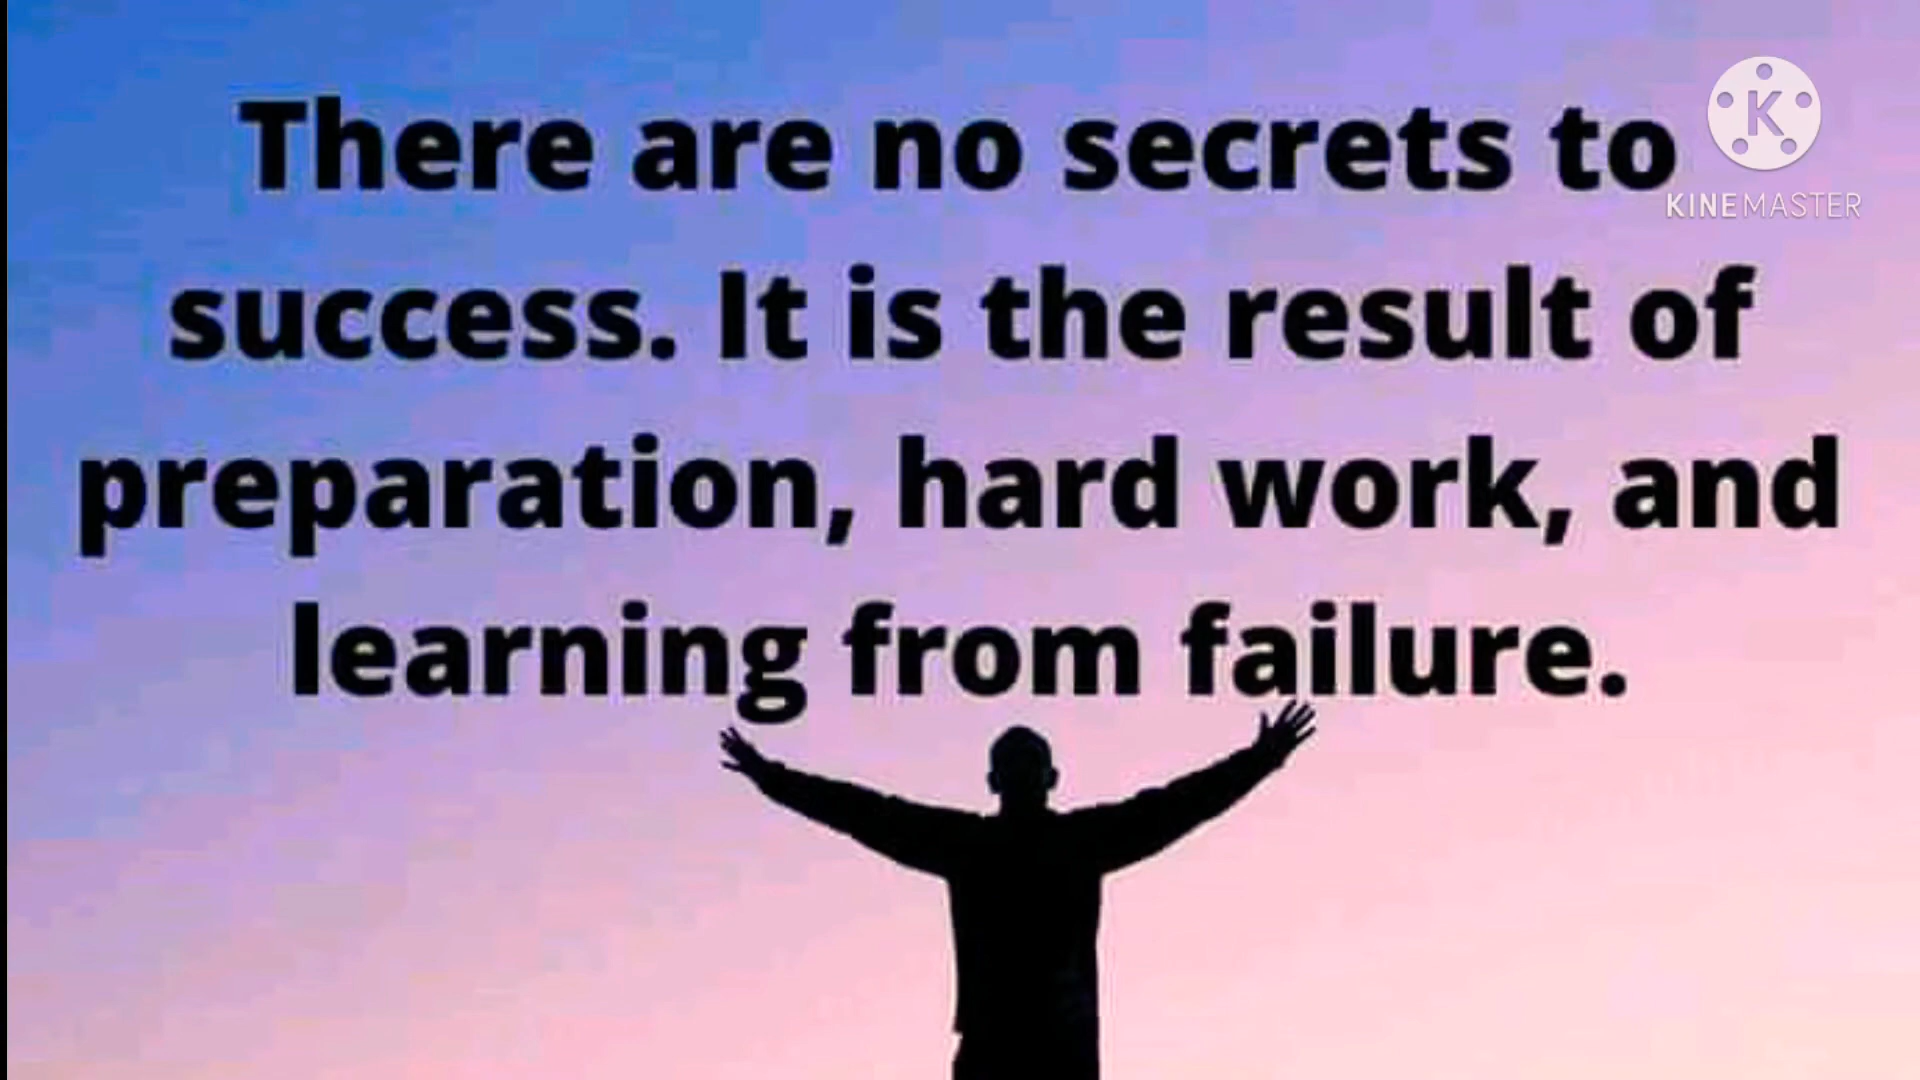 There are no secrets to
success. It is the result of
preparation, hard work, and
learning from failure.
K
KINEMASTER